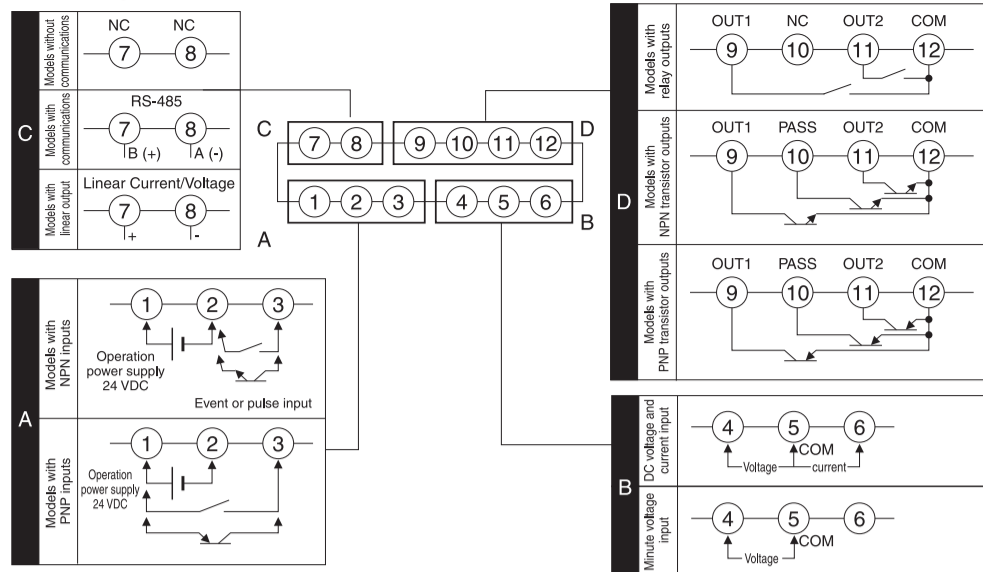 C
Models without
communications
NC NC
7 8
Models with
communications
RS-485
7 8
B (+) A (-)
Models with
linear output
Linear Current/Voltage
7 8
+ -
C D
7 8 9 10 11 12
1 2 3 4 5 6
A B
A
Models with
NPN inputs
1 2 3
Operation
power supply
24 VDC
Event or pulse input
Models with
PNP inputs
1 2 3
Operation
power supply
24 VDC
D
Models with
relay outputs
OUT1 NC OUT2 COM
9 10 11 12
Models with
NPN transistor outputs
OUT1 PASS OUT2 COM
9 10 11 12
Models with
PNP transistor outputs
OUT1 PASS OUT2 COM
9 10 11 12
B
DC voltage and
current input
4 5 6
COM
Voltage current
Minute voltage
input
4 5 6
COM
Voltage